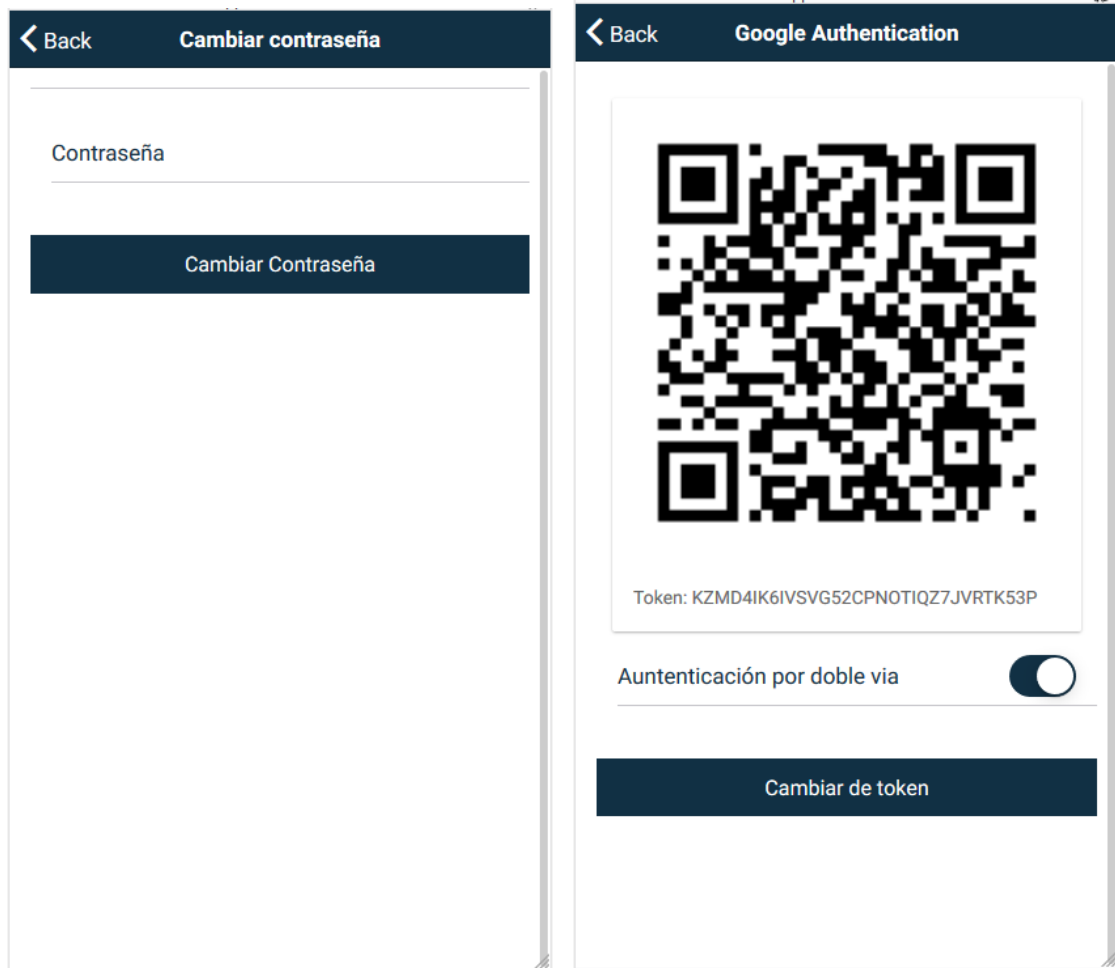 Back
Cambiar contraseña
Contraseña
Cambiar Contraseña
Back
Google Authentication
Token: KZMD4IK6IVSVG52CPNOTIQZ7JVRTK53P
Auntenticación por doble via
Cambiar de token